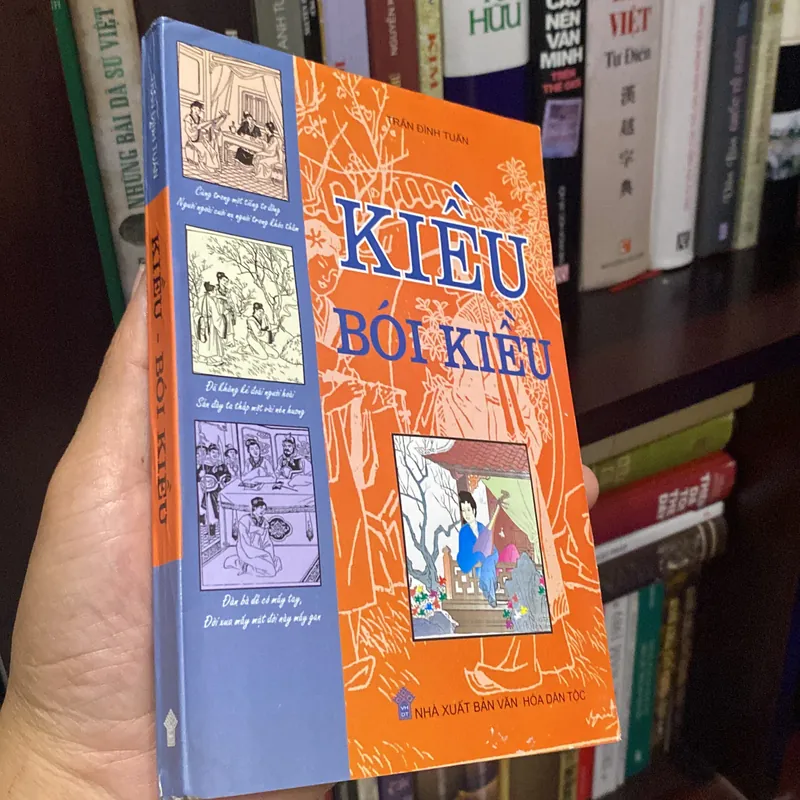 TRẦN ĐÌNH TUẤN
KIỀU
BÓI KIỀU
Cùng trong một tiếng tơ đồng
Người ngoài cười nụ người trong khóc thầm
Đã không kẻ đoái người hoài
Sẵn đây ta thắp một vài nén hương
Đàn bà dễ có mấy tay,
Đời xưa mấy mặt đời này mấy gan
VH
DT
NHÀ XUẤT BẢN VĂN HÓA DÂN TỘC
KIỀU - BÓI KIỀU
NHỮNG BÀI DÃ SỬ VIỆT
HỮU
NỀN VĂN
MINH
VIỆT
Từ Điển
漢
越
字
典